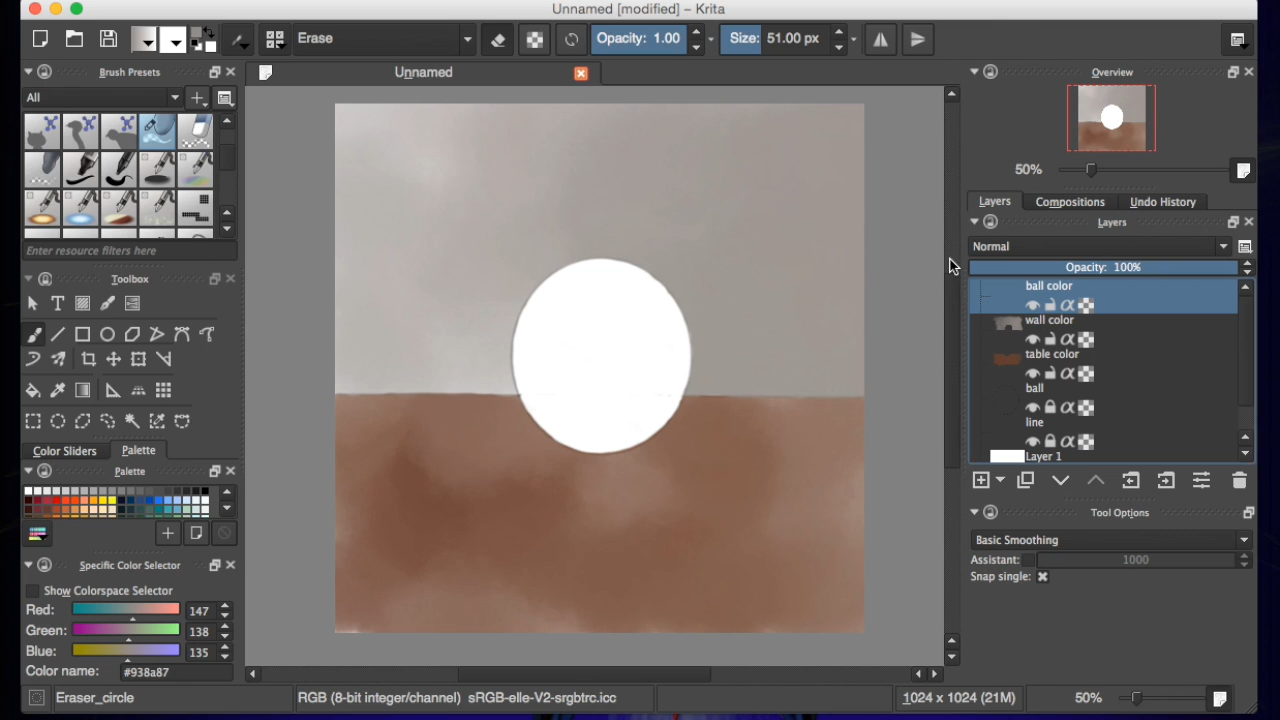 Unnamed [modified] – Krita
Erase
Opacity: 1.00
Size: 51.00 px
Brush Presets
Unnamed
Overview
All
50%
Layers
Compositions
Undo History
Layers
Normal
Enter resource filters here
Opacity: 100%
Toolbox
ball color
wall color
table color
ball
line
Layer 1
Color Sliders
Palette
Palette
Tool Options
Basic Smoothing
Assistant:
1000
Snap single:
Specific Color Selector
Show Colorspace Selector
Red:
147
Green:
138
Blue:
135
Color name:
#938a87
Eraser_circle
RGB (8-bit integer/channel) sRGB-elle-V2-srgbtrc.icc
1024 x 1024 (21M)
50%